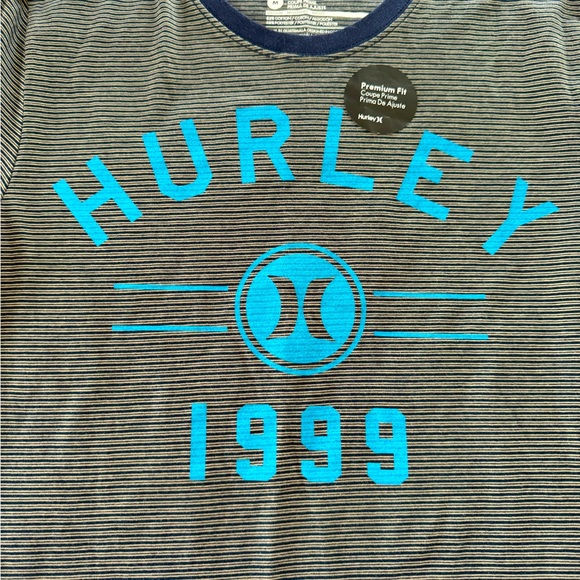 M
Premium Fit
Coupe Prime
Prima De Ajuste
Hurley
HURLEY
1999